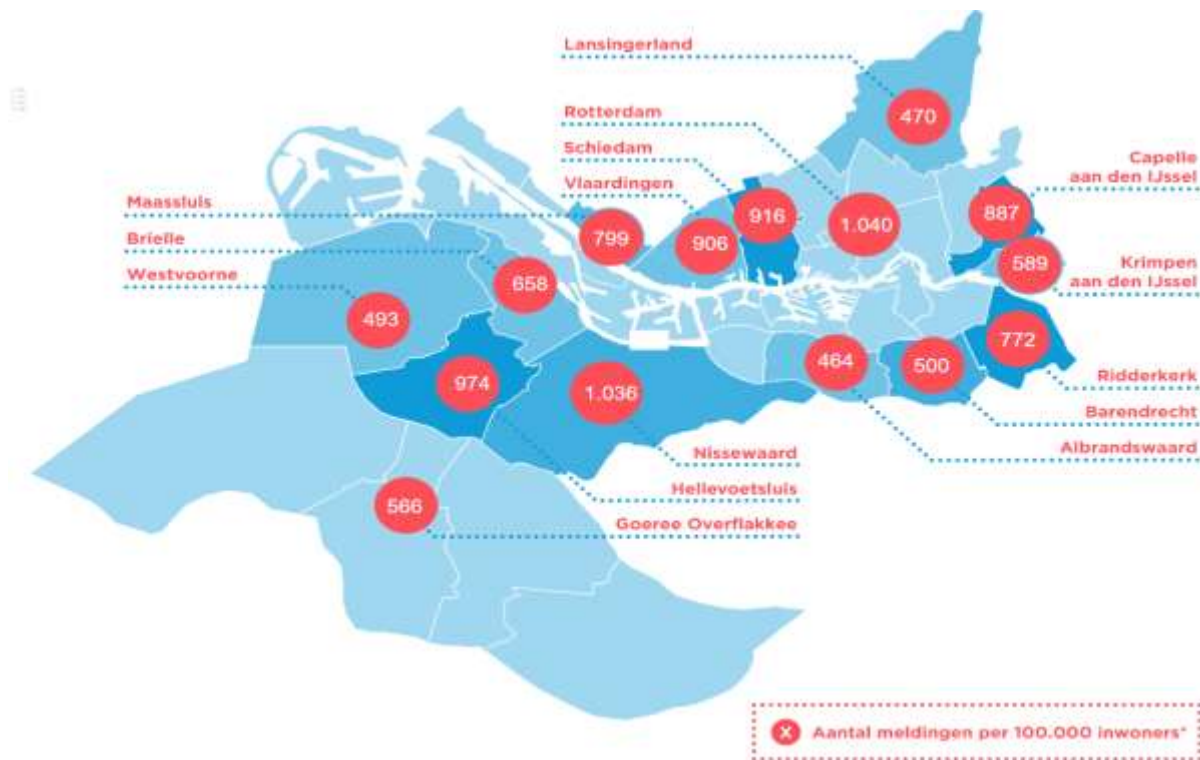 Lansingerland
470
Rotterdam
Schiedam
Vlaardingen
Capelle
aan den IJssel
Maassluis
Brielle
Westvoorne
916
887
1.040
799
906
589
Krimpen
aan den IJssel
658
493
772
464
500
974
1.036
Ridderkerk
Barendrecht
Albrandswaard
Nissewaard
Hellevoetsluis
566
Goeree Overflakkee
X Aantal meldingen per 100.000 inwoners*